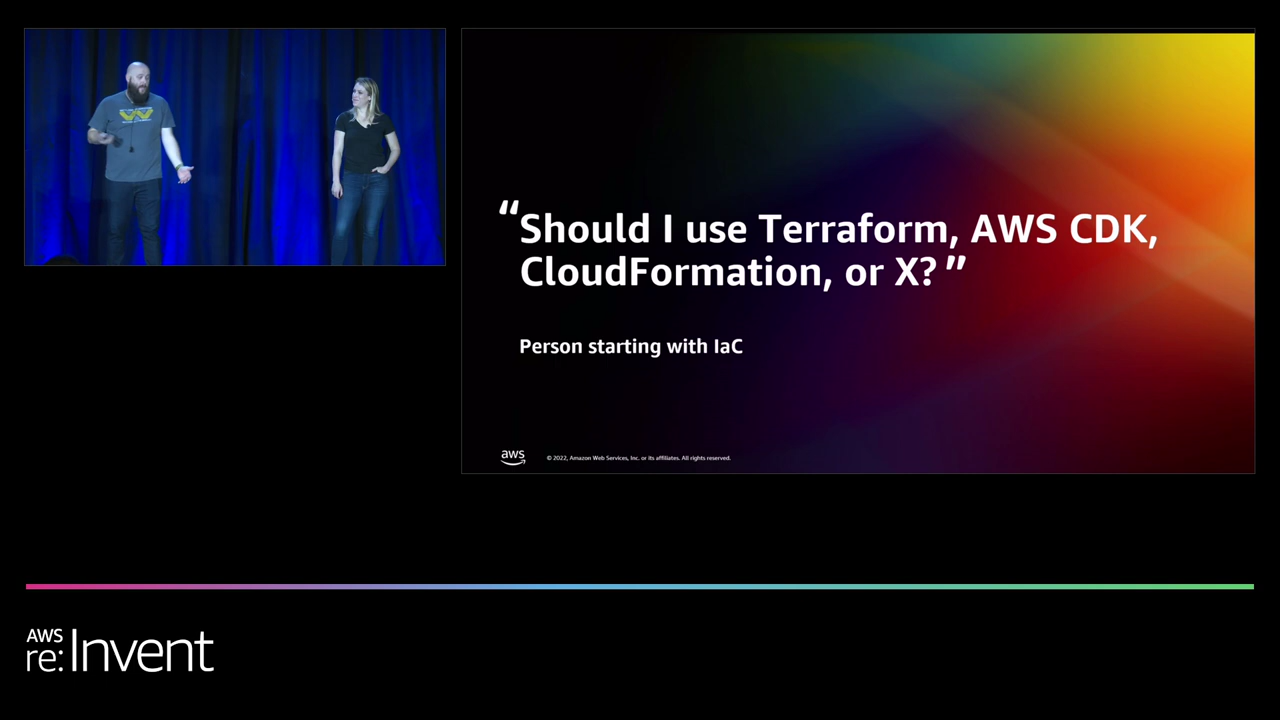 “Should I use Terraform, AWS CDK,
CloudFormation, or X?”
Person starting with IaC
aws
© 2022, Amazon Web Services, Inc. or its affiliates. All rights reserved.
AWS
re:Invent